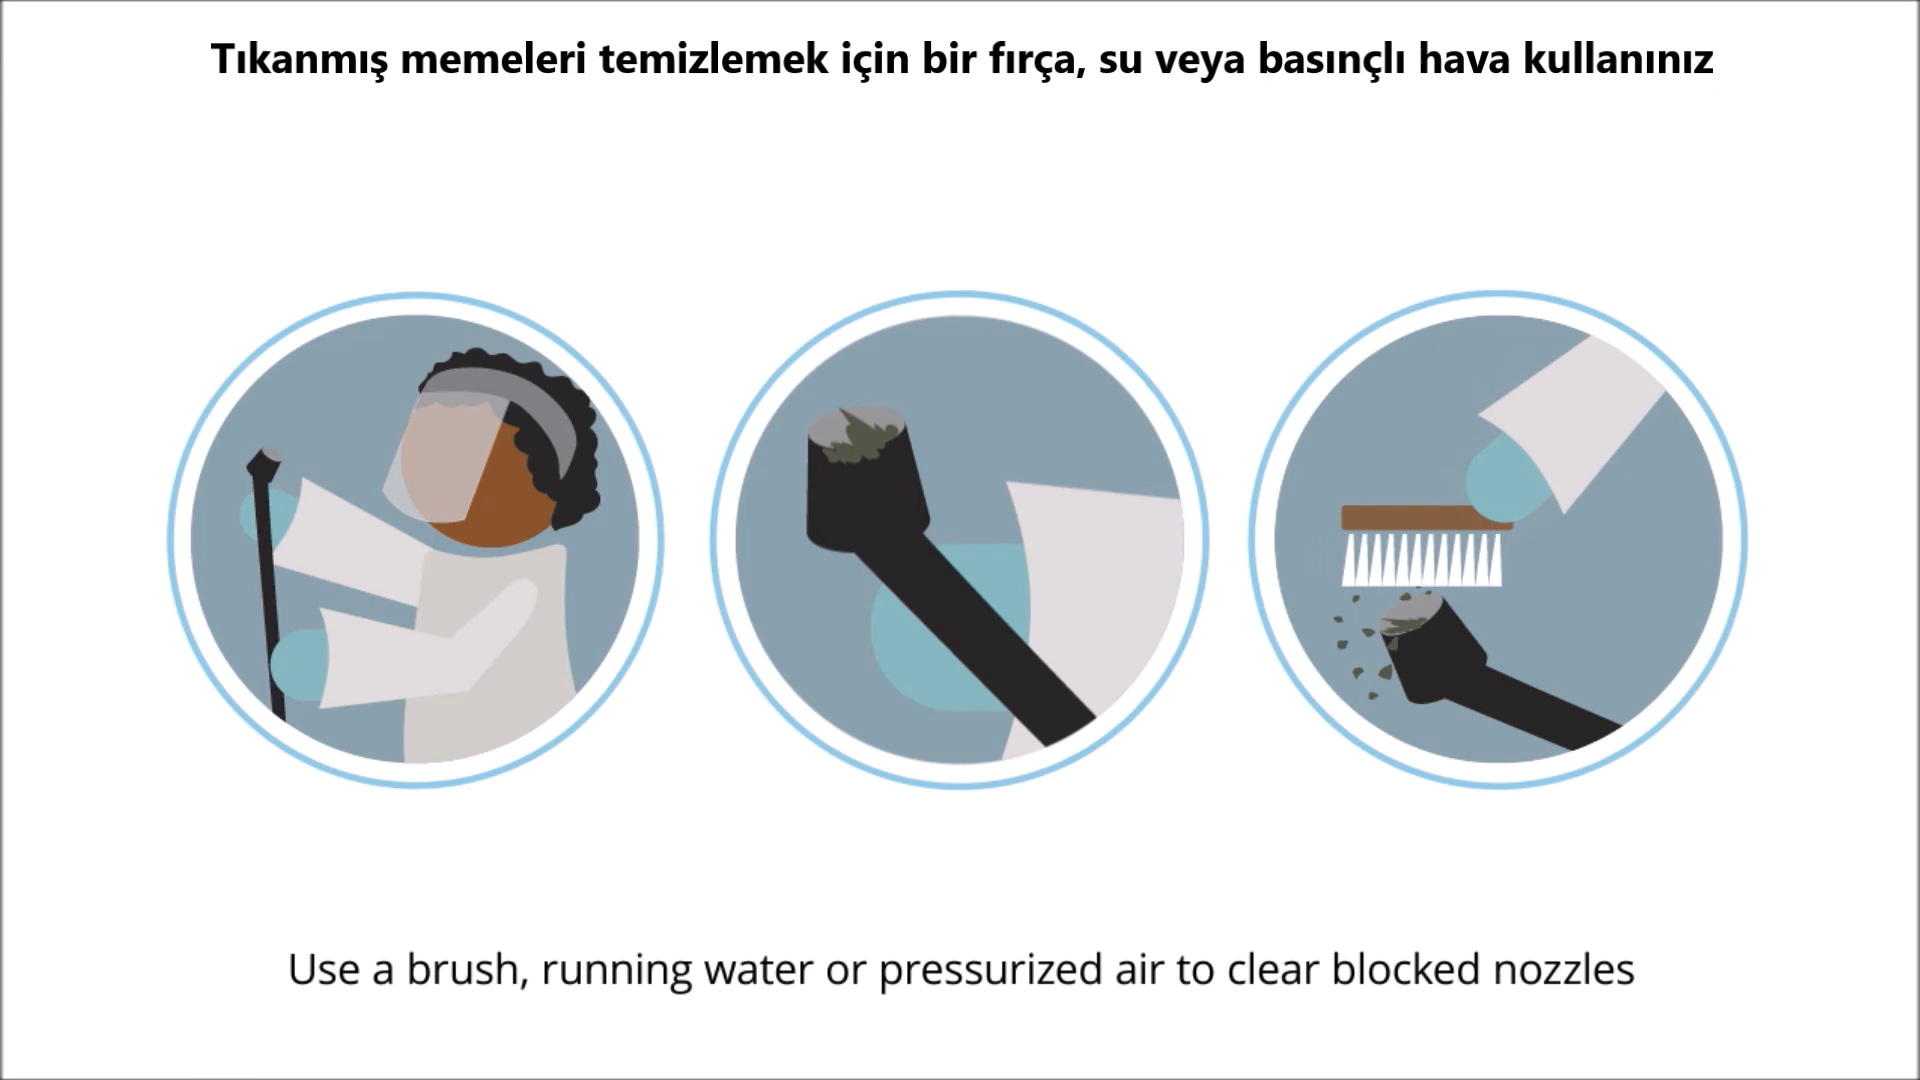 Tıkanmış memeleri temizlemek için bir fırça, su veya basınçlı hava kullanınız
Use a brush, running water or pressurized air to clear blocked nozzles